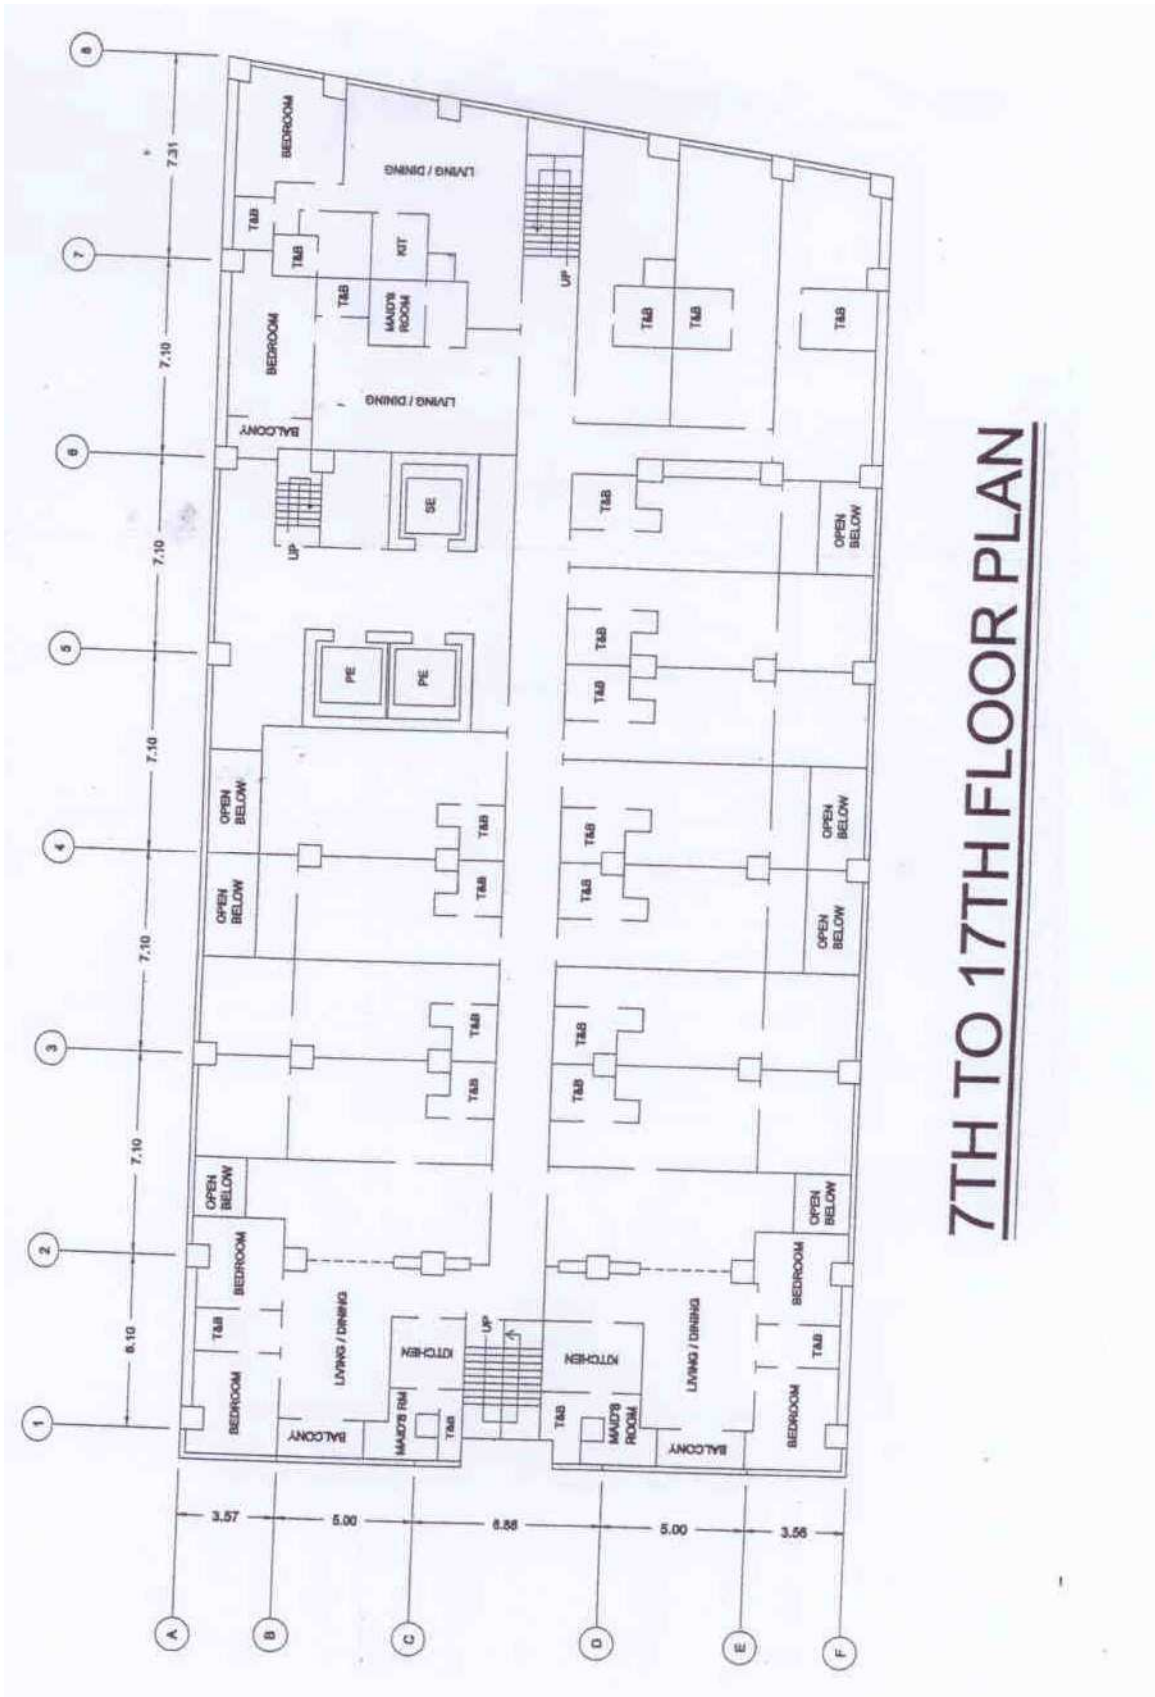 1
2
3
4
5
6
7
8
6.10
7.10
7.10
7.10
7.10
7.10
7.31
A
3.57
B
5.00
C
D
5.00
E
3.56
F
BEDROOM
T&B
BEDROOM
OPEN
BELOW
OPEN
BELOW
OPEN
BELOW
BALCONY
LIVING / DINING
MAID'S RM
T&B
KITCHEN
UP
T&B
T&B
T&B
T&B
PE
PE
UP
SE
BALCONY
BEDROOM
T&B
T&B
BEDROOM
LIVING / DINING
T&B
MAID'S
ROOM
KIT
LIVING / DINING
UP
T&B
MAID'S
ROOM
KITCHEN
BALCONY
LIVING / DINING
BEDROOM
T&B
BEDROOM
OPEN
BELOW
T&B
T&B
T&B
T&B
T&B
T&B
T&B
OPEN
BELOW
OPEN
BELOW
OPEN
BELOW
T&B
T&B
T&B
7TH TO 17TH FLOOR PLAN